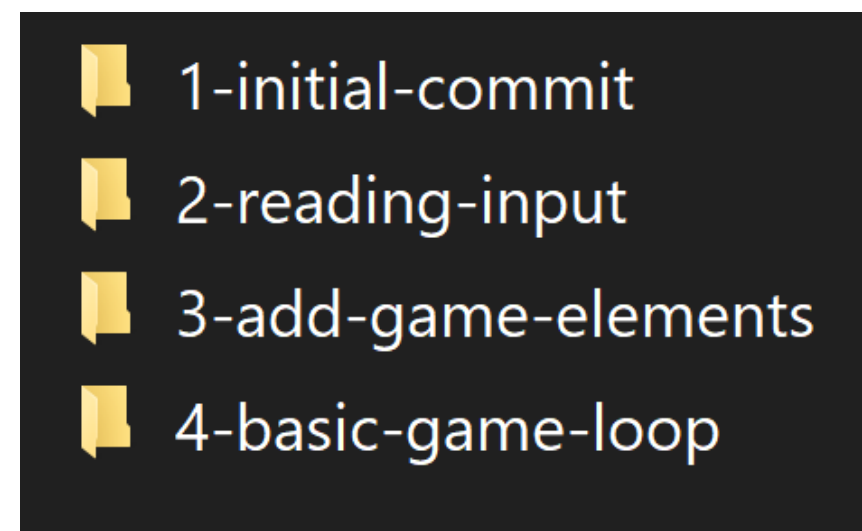 1-initial-commit
2-reading-input
3-add-game-elements
4-basic-game-loop